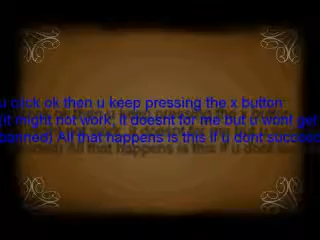 u click ok then u keep pressing the x button
(it might not work, it doesnt for me but u wont get
banned) All that happens is this if u dont succeed